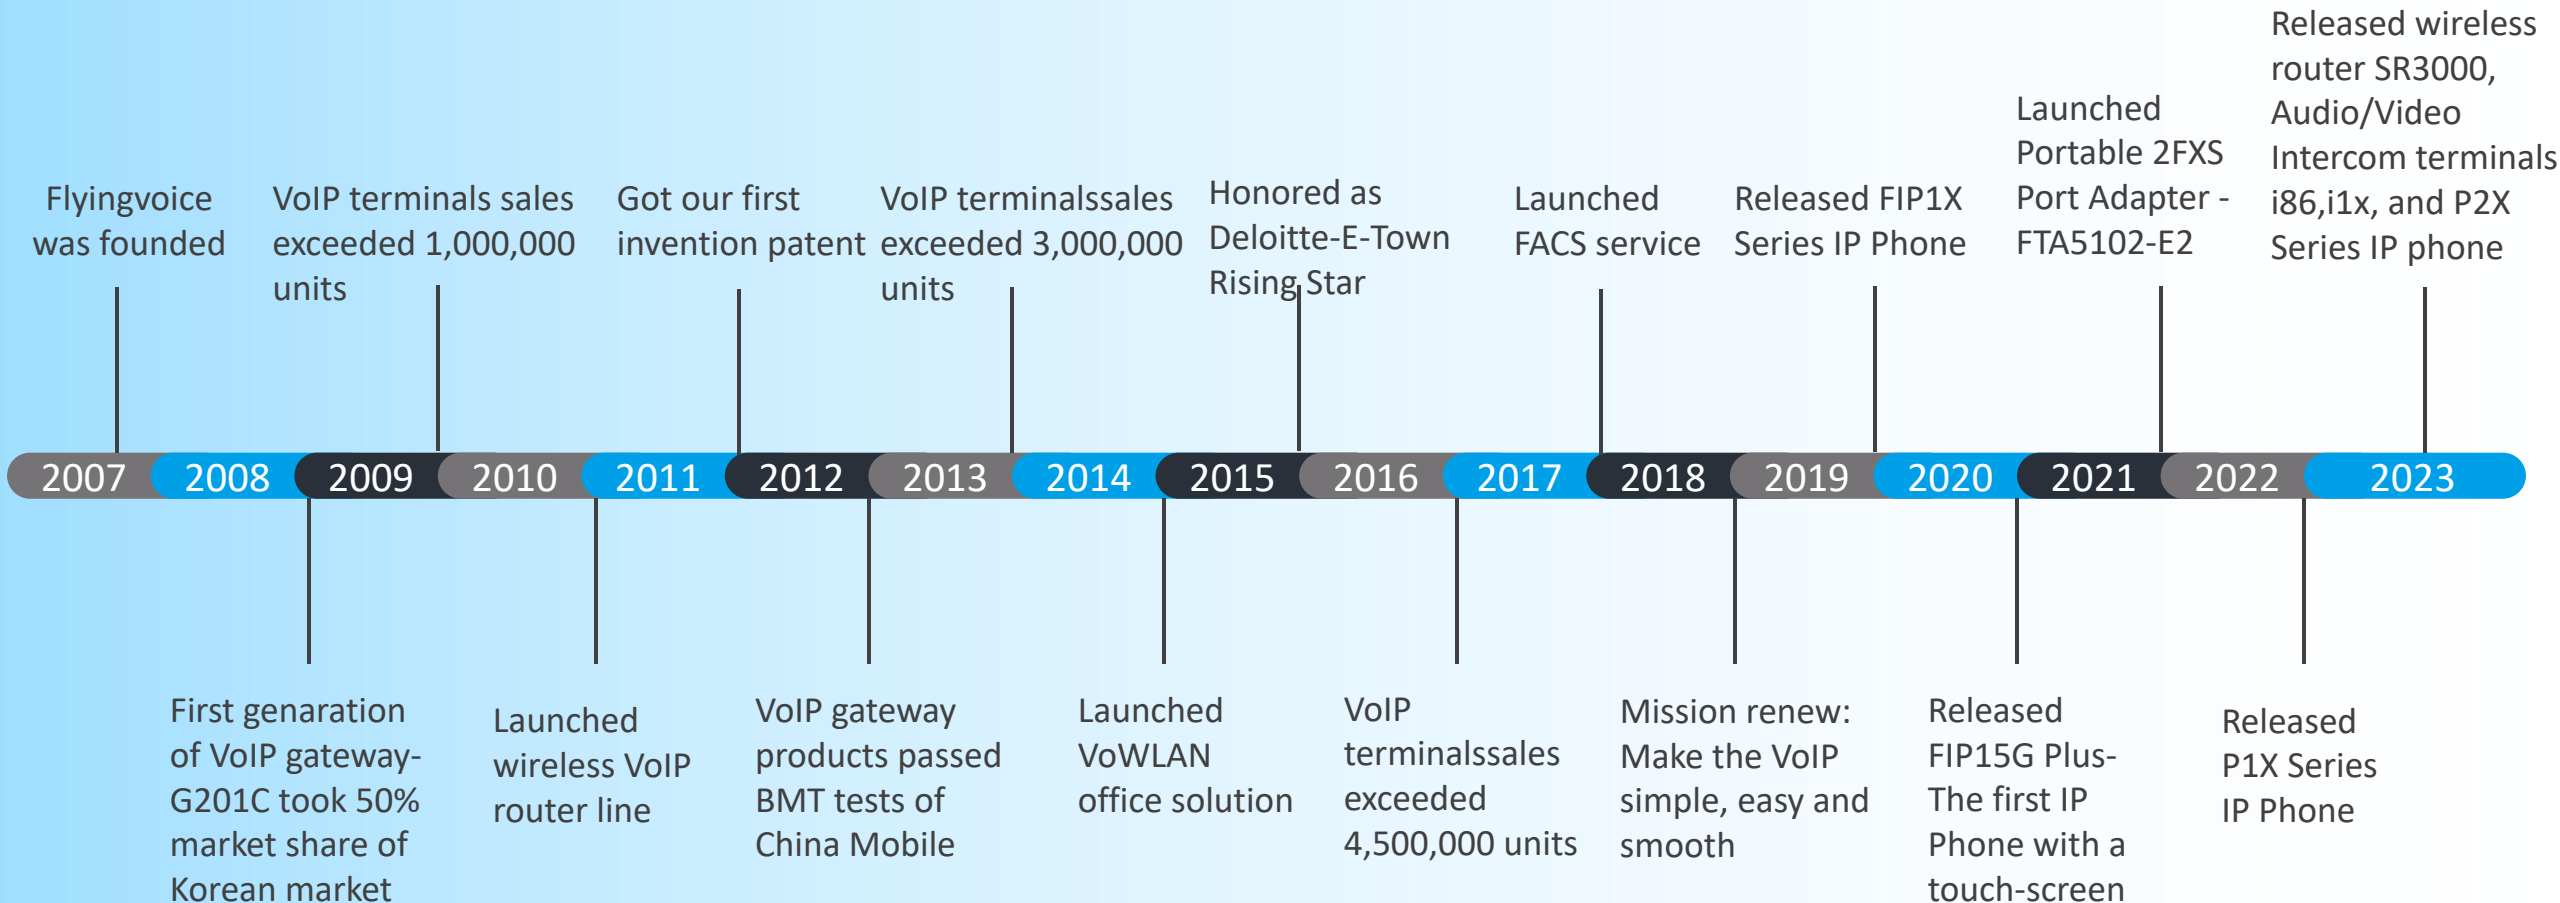 Flyingvoice
was founded
VoIP terminals sales
exceeded 1,000,000
units
Got our first
invention patent
VoIP terminalssales
exceeded 3,000,000
units
Honored as
Deloitte-E-Town
Rising Star
Launched
FACS service
Released FIP1X
Series IP Phone
Launched
Portable 2FXS
Port Adapter -
FTA5102-E2
Released wireless
router SR3000,
Audio/Video
Intercom terminals
i86,i1x, and P2X
Series IP phone
2007 2008 2009 2010 2011 2012 2013 2014 2015 2016 2017 2018 2019 2020 2021 2022 2023
First genaration
of VoIP gateway-
G201C took 50%
market share of
Korean market
Launched
wireless VoIP
router line
VoIP gateway
products passed
BMT tests of
China Mobile
Launched
VoWLAN
office solution
VoIP
terminalssales
exceeded
4,500,000 units
Mission renew:
Make the VoIP
simple, easy and
smooth
Released
FIP15G Plus-
The first IP
Phone with a
touch-screen
Released
P1X Series
IP Phone